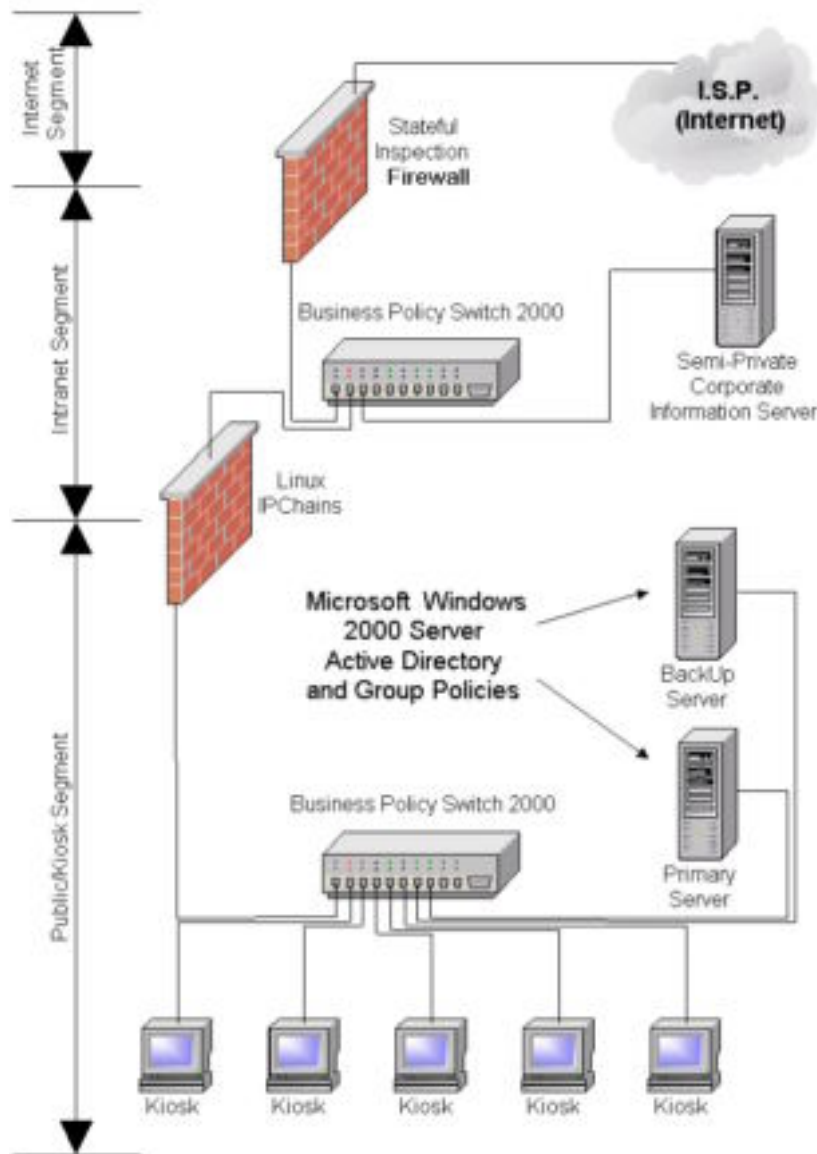 Internet
Segment
I.S.P.
(Internet)
Stateful
Inspection
Firewall
Intranet Segment
Business Policy Switch 2000
Semi-Private
Corporate
Information Server
Linux
IPChains
Public/Kiosk Segment
Microsoft Windows
2000 Server
Active Directory
and Group Policies
BackUp
Server
Business Policy Switch 2000
Primary
Server
Kiosk
Kiosk
Kiosk
Kiosk
Kiosk